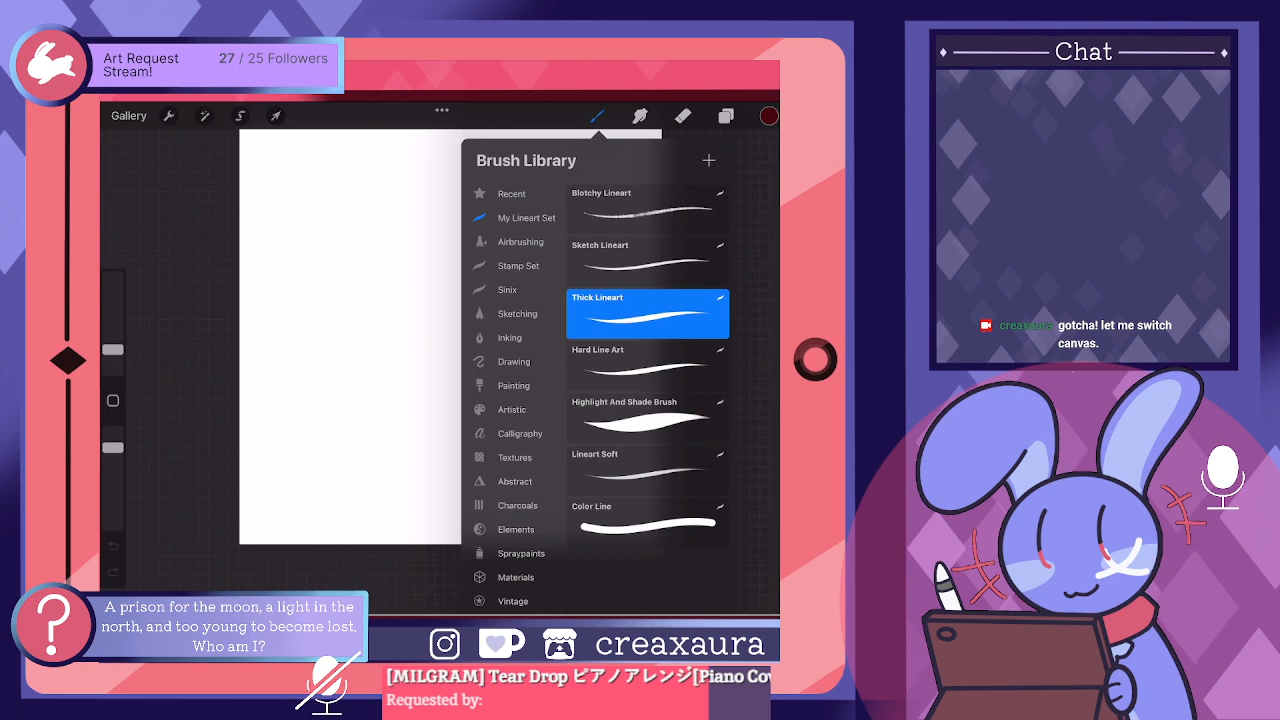 Art Request
Stream!
27 / 25 Followers
Chat
Gallery
Brush Library
Recent
My Lineart Set
Airbrushing
Stamp Set
Sinix
Sketching
Inking
Drawing
Painting
Artistic
Calligraphy
Textures
Abstract
Charcoals
Elements
Spraypaints
Materials
Vintage
Blotchy Lineart
Sketch Lineart
Thick Lineart
Hard Line Art
Highlight And Shade Brush
Lineart Soft
Color Line
creaxaura gotcha! let me switch
canvas.
A prison for the moon, a light in the
north, and too young to become lost.
Who am I?
creaxaura
[MILGRAM] Tear Drop ピアノアレンジ[Piano Cov
Requested by: